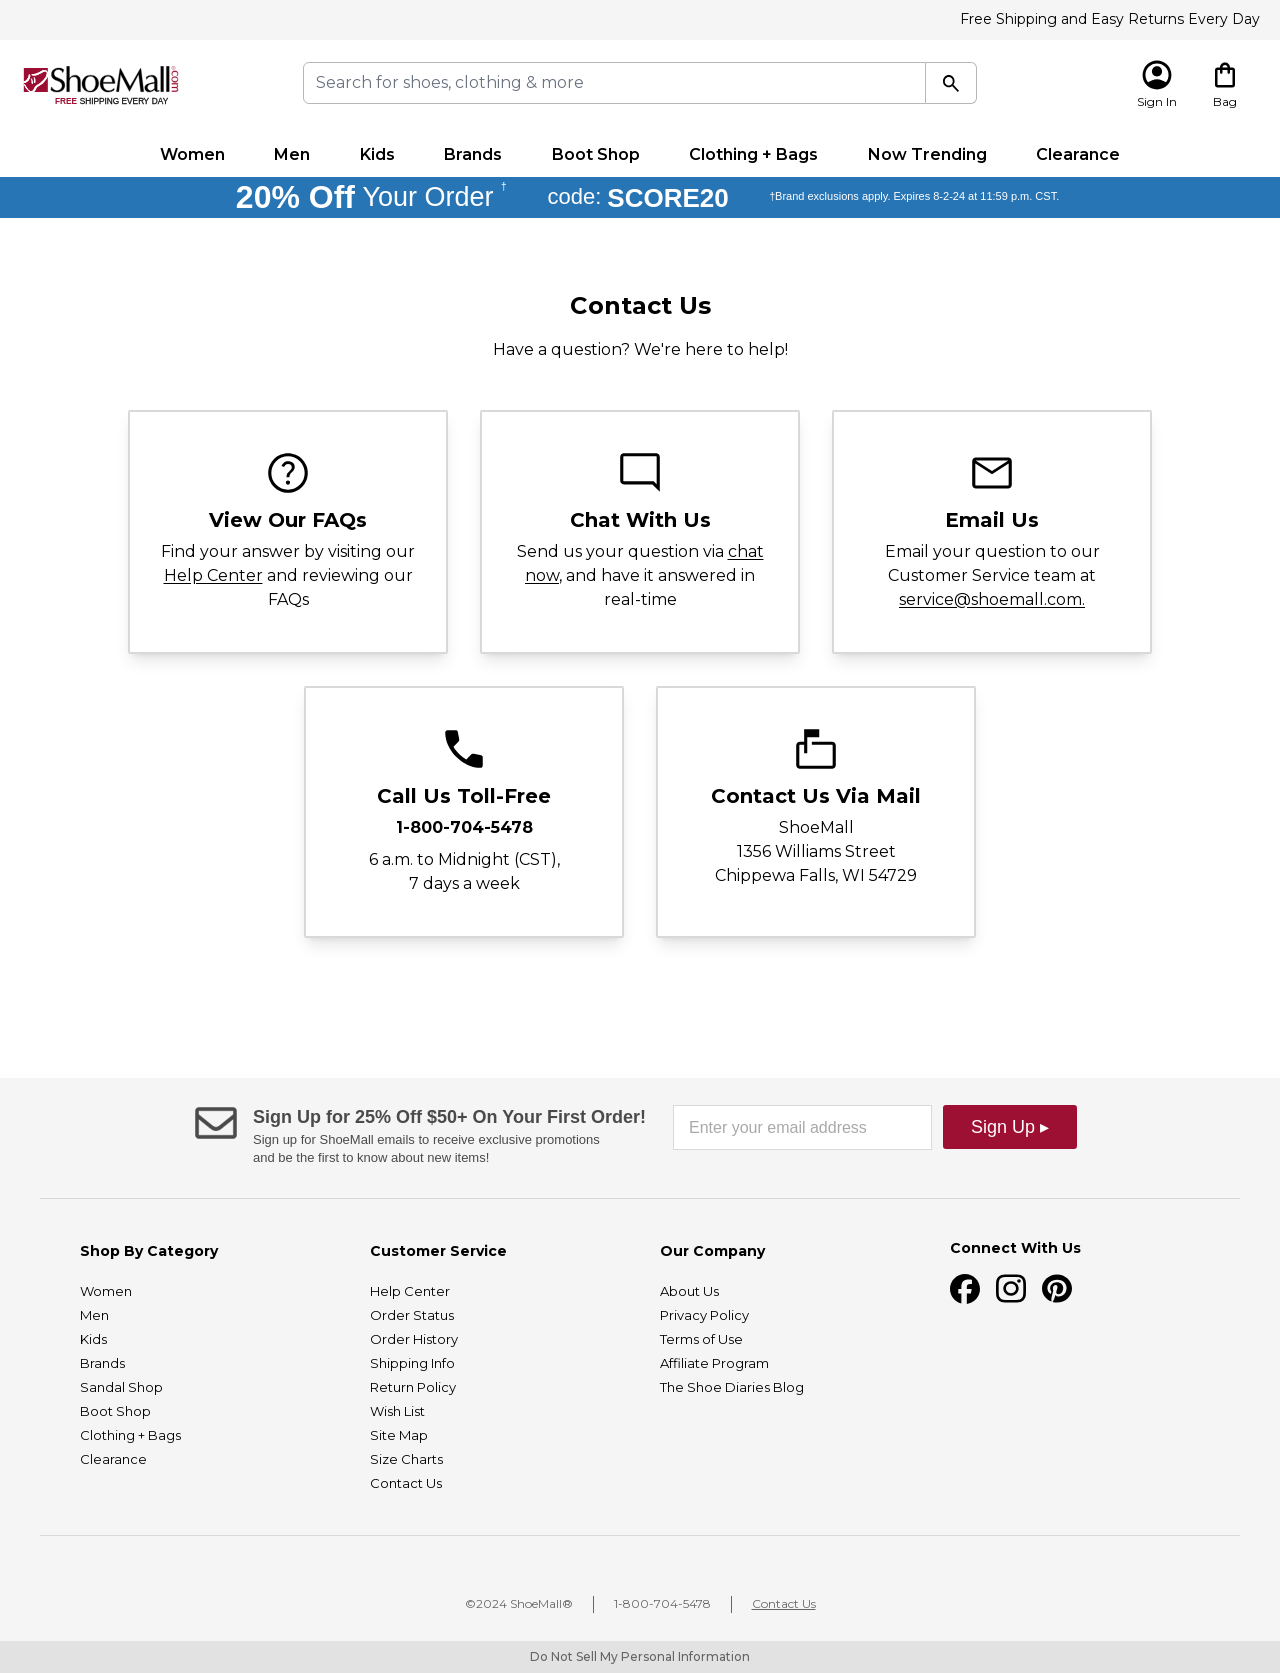 Free Shipping and Easy Returns Every Day
ShoeMall.com®
FREE SHIPPING EVERY DAY
Search for shoes, clothing & more
Sign In
Bag
Women Men Kids Brands Boot Shop Clothing + Bags Now Trending Clearance
20% Off Your Order † code: SCORE20 †Brand exclusions apply. Expires 8-2-24 at 11:59 p.m. CST.
Contact Us
Have a question? We're here to help!
View Our FAQs
Find your answer by visiting our
Help Center and reviewing our
FAQs
Chat With Us
Send us your question via chat
now, and have it answered in
real-time
Email Us
Email your question to our
Customer Service team at
service@shoemall.com.
Call Us Toll-Free
1-800-704-5478
6 a.m. to Midnight (CST),
7 days a week
Contact Us Via Mail
ShoeMall
1356 Williams Street
Chippewa Falls, WI 54729
Sign Up for 25% Off $50+ On Your First Order!
Sign up for ShoeMall emails to receive exclusive promotions
and be the first to know about new items!
Enter your email address
Sign Up ▸
Shop By Category
Women
Men
Kids
Brands
Sandal Shop
Boot Shop
Clothing + Bags
Clearance
Customer Service
Help Center
Order Status
Order History
Shipping Info
Return Policy
Wish List
Site Map
Size Charts
Contact Us
Our Company
About Us
Privacy Policy
Terms of Use
Affiliate Program
The Shoe Diaries Blog
Connect With Us
©2024 ShoeMall® | 1-800-704-5478 | Contact Us
Do Not Sell My Personal Information